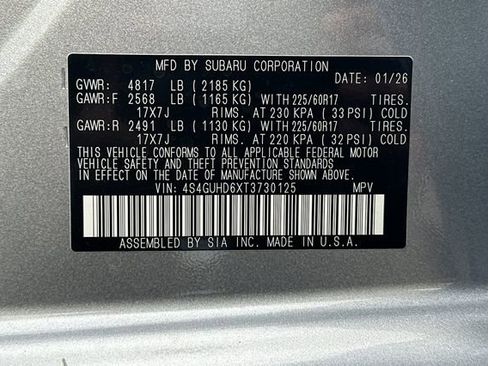 MFD BY SUBARU CORPORATION
GVWR: 4817 LB ( 2185 KG) DATE: 01/26
GAWR:F 2568 LB ( 1165 KG) WITH 225/60R17 TIRES.
17X7J RIMS. AT 230 KPA ( 33 PSI) COLD
GAWR:R 2491 LB ( 1130 KG) WITH 225/60R17 TIRES.
17X7J RIMS. AT 220 KPA ( 32 PSI) COLD
THIS VEHICLE CONFORMS TO ALL APPLICABLE FEDERAL MOTOR
VEHICLE SAFETY AND THEFT PREVENTION STANDARDS
IN EFFECT ON THE DATE OF MANUFACTURE SHOWN ABOVE.
VIN: 4S4GUHD6XT3730125 MPV
ASSEMBLED BY SIA INC. MADE IN U.S.A.